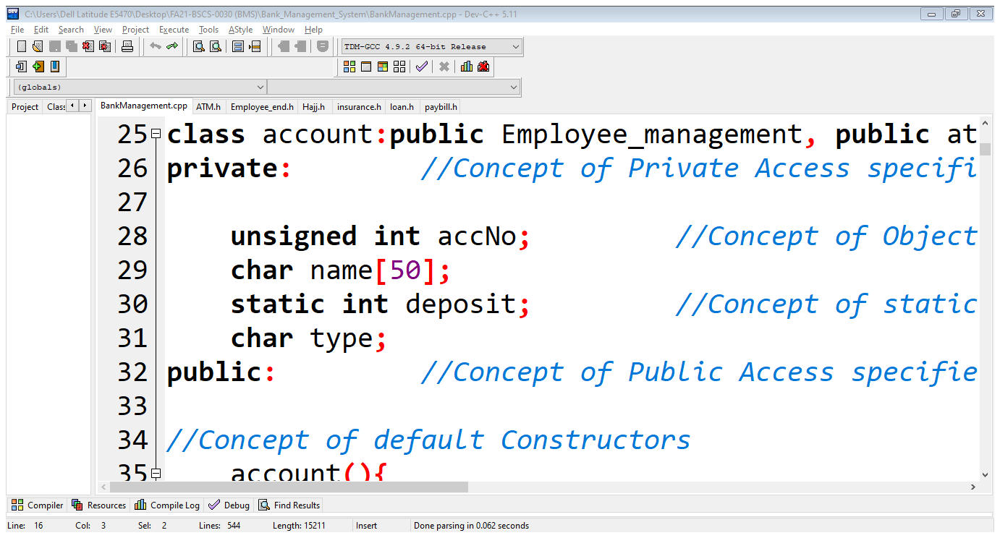 C:\Users\Dell Latitude E5470\Desktop\FA21-BSCS-0030 (BMS)\Bank_Management_System\BankManagement.cpp - Dev-C++ 5.11
File Edit Search View Project Execute Tools AStyle Window Help
TDM-GCC 4.9.2 64-bit Release
(globals)
Project Class BankManagement.cpp ATM.h Employee_end.h Hajj.h insurance.h loan.h paybill.h
25 class account:public Employee_management, public at
26 private: //Concept of Private Access specifi
27
28 unsigned int accNo; //Concept of Object
29 char name[50];
30 static int deposit; //Concept of static
31 char type;
32 public: //Concept of Public Access specifie
33
34 //Concept of default Constructors
35 account(){
Compiler Resources Compile Log Debug Find Results
Line: 16 Col: 3 Sel: 2 Lines: 544 Length: 15211 Insert Done parsing in 0.062 seconds